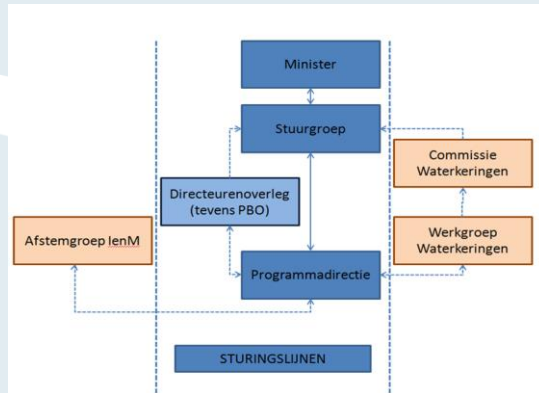 Minister
Stuurgroep
Commissie
Waterkeringen
Directeurenoverleg
(tevens PBO)
Afstemgroep IenM
Werkgroep
Waterkeringen
Programmadirectie
STURINGSLIJNEN